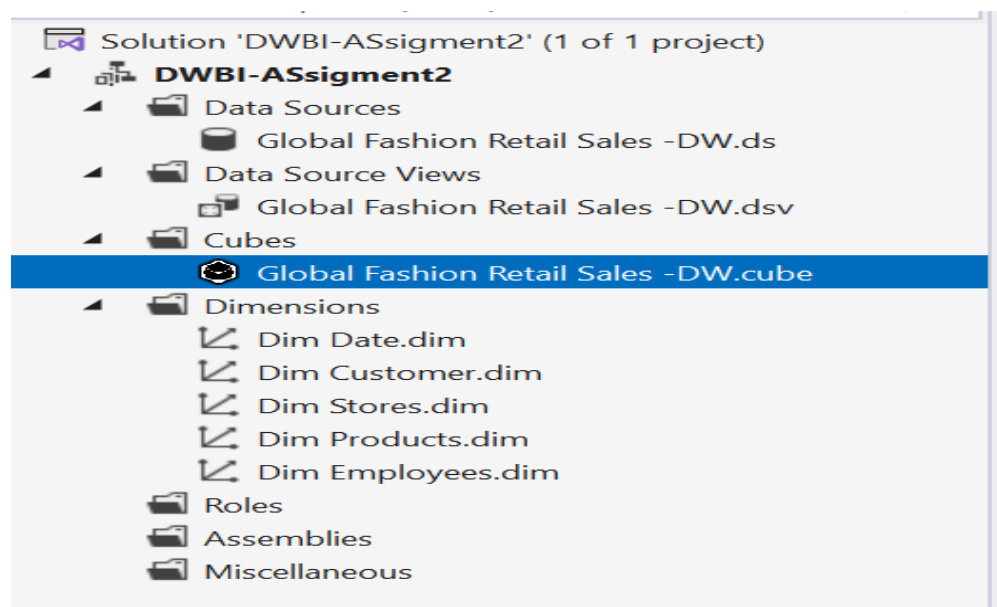 Solution 'DWBI-ASsigment2' (1 of 1 project)
DWBI-ASsigment2
Data Sources
Global Fashion Retail Sales -DW.ds
Data Source Views
Global Fashion Retail Sales -DW.dsv
Cubes
Global Fashion Retail Sales -DW.cube
Dimensions
Dim Date.dim
Dim Customer.dim
Dim Stores.dim
Dim Products.dim
Dim Employees.dim
Roles
Assemblies
Miscellaneous